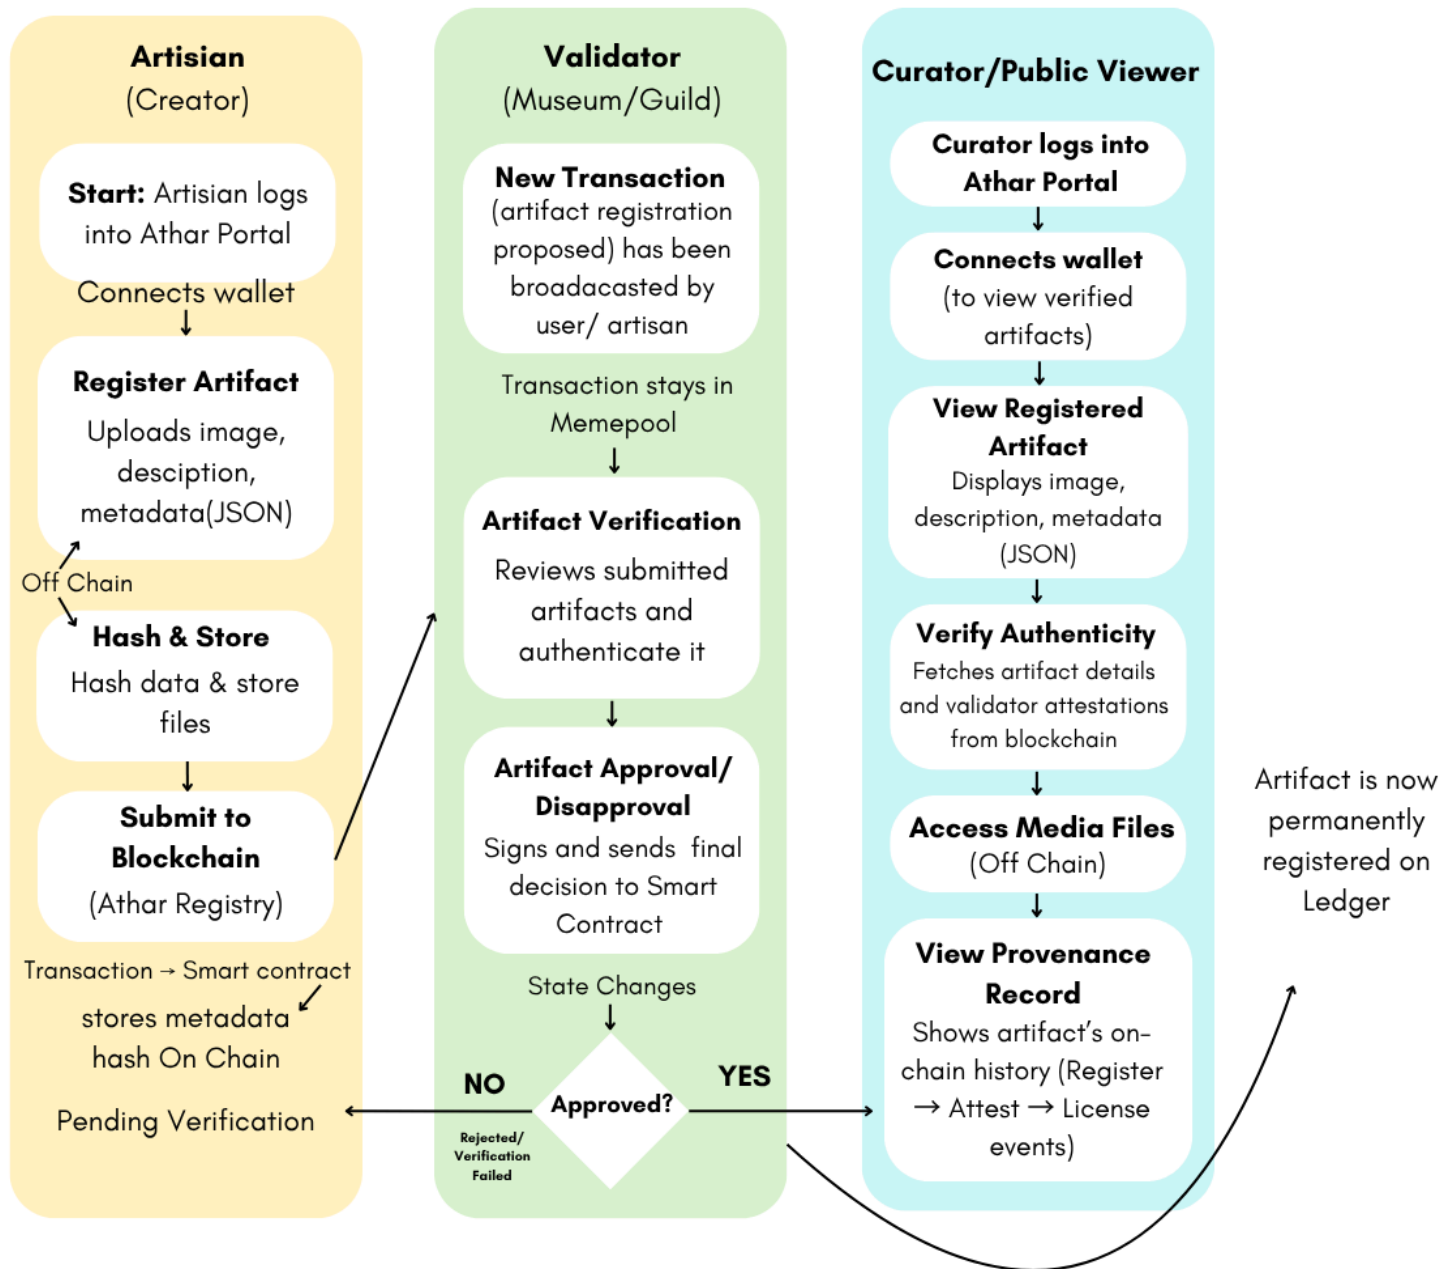 Artisian
(Creator)
Start: Artisian logs
into Athar Portal
Connects wallet
Register Artifact
Uploads image,
desciption,
metadata(JSON)
Off Chain
Hash & Store
Hash data & store
files
Submit to
Blockchain
(Athar Registry)
Transaction → Smart contract
stores metadata
hash On Chain
Pending Verification
Validator
(Museum/Guild)
New Transaction
(artifact registration
proposed) has been
broadacasted by
user/ artisan
Transaction stays in
Memepool
Artifact Verification
Reviews submitted
artifacts and
authenticate it
Artifact Approval/
Disapproval
Signs and sends final
decision to Smart
Contract
State Changes
Approved?
NO
Rejected/
Verification
Failed
YES
Curator/Public Viewer
Curator logs into
Athar Portal
Connects wallet
(to view verified
artifacts)
View Registered
Artifact
Displays image,
description, metadata
(JSON)
Verify Authenticity
Fetches artifact details
and validator attestations
from blockchain
Access Media Files
(Off Chain)
View Provenance
Record
Shows artifact’s on-
chain history (Register
→ Attest → License
events)
Artifact is now
permanently
registered on
Ledger